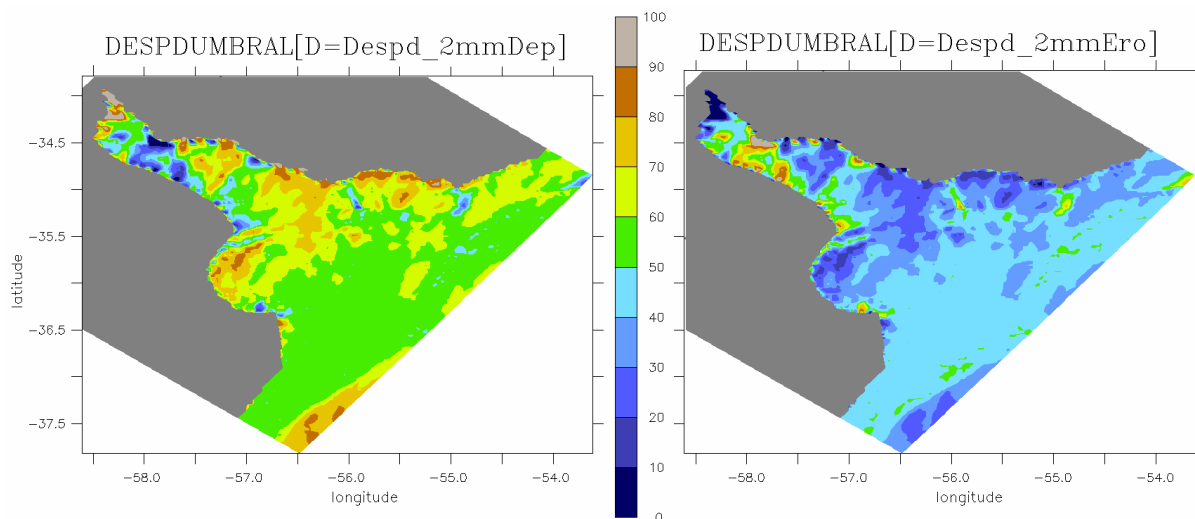 DESPDUMBRAL[D=Despd_2mmDep]
-34.5
-35.5
-36.5
-37.5
latitude
-58.0 -57.0 -56.0 -55.0 -54.0
longitude
100
90
80
70
60
50
40
30
20
10
0
DESPDUMBRAL[D=Despd_2mmEro]
-58.0 -57.0 -56.0 -55.0 -54.0
longitude